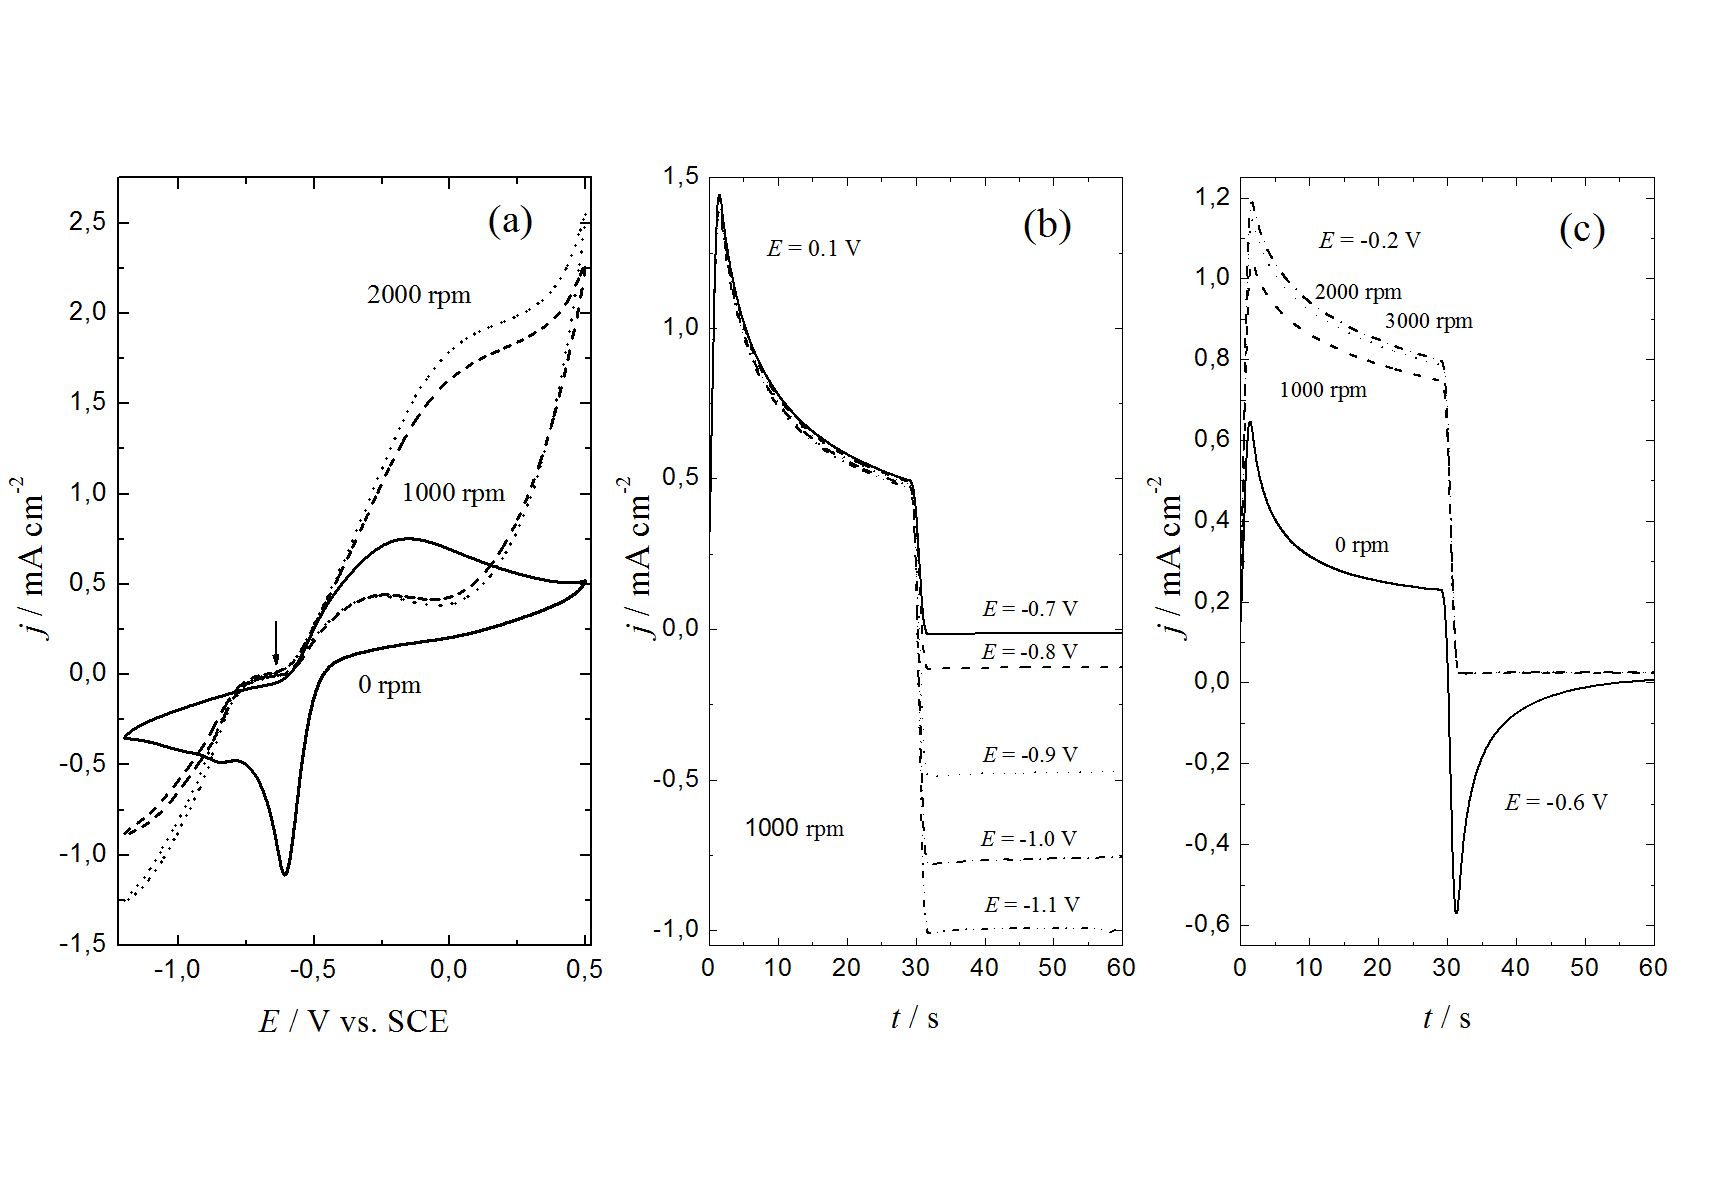 (a)
2000 rpm
1000 rpm
0 rpm
2,5
2,0
1,5
1,0
0,5
0,0
-0,5
-1,0
-1,5
-1,0
-0,5
0,0
0,5
j / mA cm-2
E / V vs. SCE
(b)
E = 0.1 V
E = -0.7 V
E = -0.8 V
E = -0.9 V
E = -1.0 V
E = -1.1 V
1000 rpm
1,5
1,0
0,5
0,0
-0,5
-1,0
0
10
20
30
40
50
60
j / mA cm-2
t / s
(c)
E = -0.2 V
2000 rpm
3000 rpm
1000 rpm
0 rpm
E = -0.6 V
1,2
1,0
0,8
0,6
0,4
0,2
0,0
-0,2
-0,4
-0,6
0
10
20
30
40
50
60
j / mA cm-2
t / s